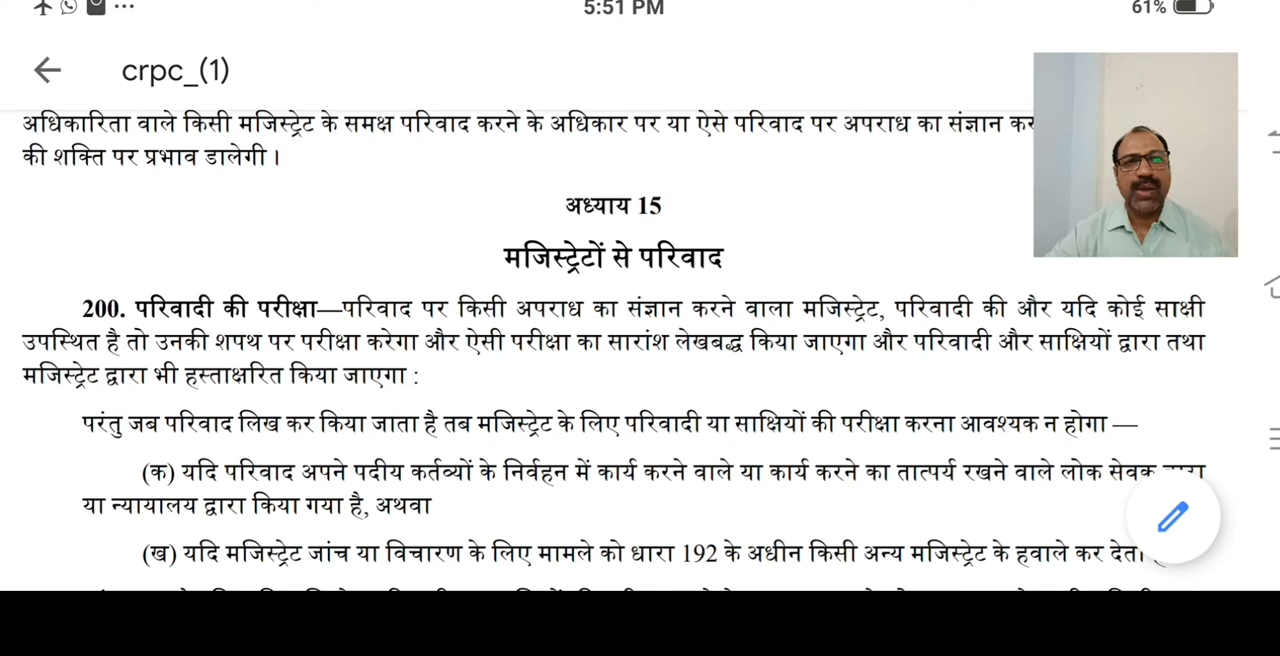 5:51 PM
61%
crpc_(1)
अधिकारिता वाले किसी मजिस्ट्रेट के समक्ष परिवाद करने के अधिकार पर या ऐसे परिवाद पर अपराध का संज्ञान कर
की शक्ति पर प्रभाव डालेगी।
अध्याय 15
मजिस्ट्रेटों से परिवाद
200. परिवादी की परीक्षा—परिवाद पर किसी अपराध का संज्ञान करने वाला मजिस्ट्रेट, परिवादी की और यदि कोई साक्षी
उपस्थित है तो उनकी शपथ पर परीक्षा करेगा और ऐसी परीक्षा का सारांश लेखबद्ध किया जाएगा और परिवादी और साक्षियों द्वारा तथा
मजिस्ट्रेट द्वारा भी हस्ताक्षरित किया जाएगा :
परंतु जब परिवाद लिख कर किया जाता है तब मजिस्ट्रेट के लिए परिवादी या साक्षियों की परीक्षा करना आवश्यक न होगा —
(क) यदि परिवाद अपने पदीय कर्तव्यों के निर्वहन में कार्य करने वाले या कार्य करने का तात्पर्य रखने वाले लोक सेवक
या न्यायालय द्वारा किया गया है, अथवा
(ख) यदि मजिस्ट्रेट जांच या विचारण के लिए मामले को धारा 192 के अधीन किसी अन्य मजिस्ट्रेट के हवाले कर देता